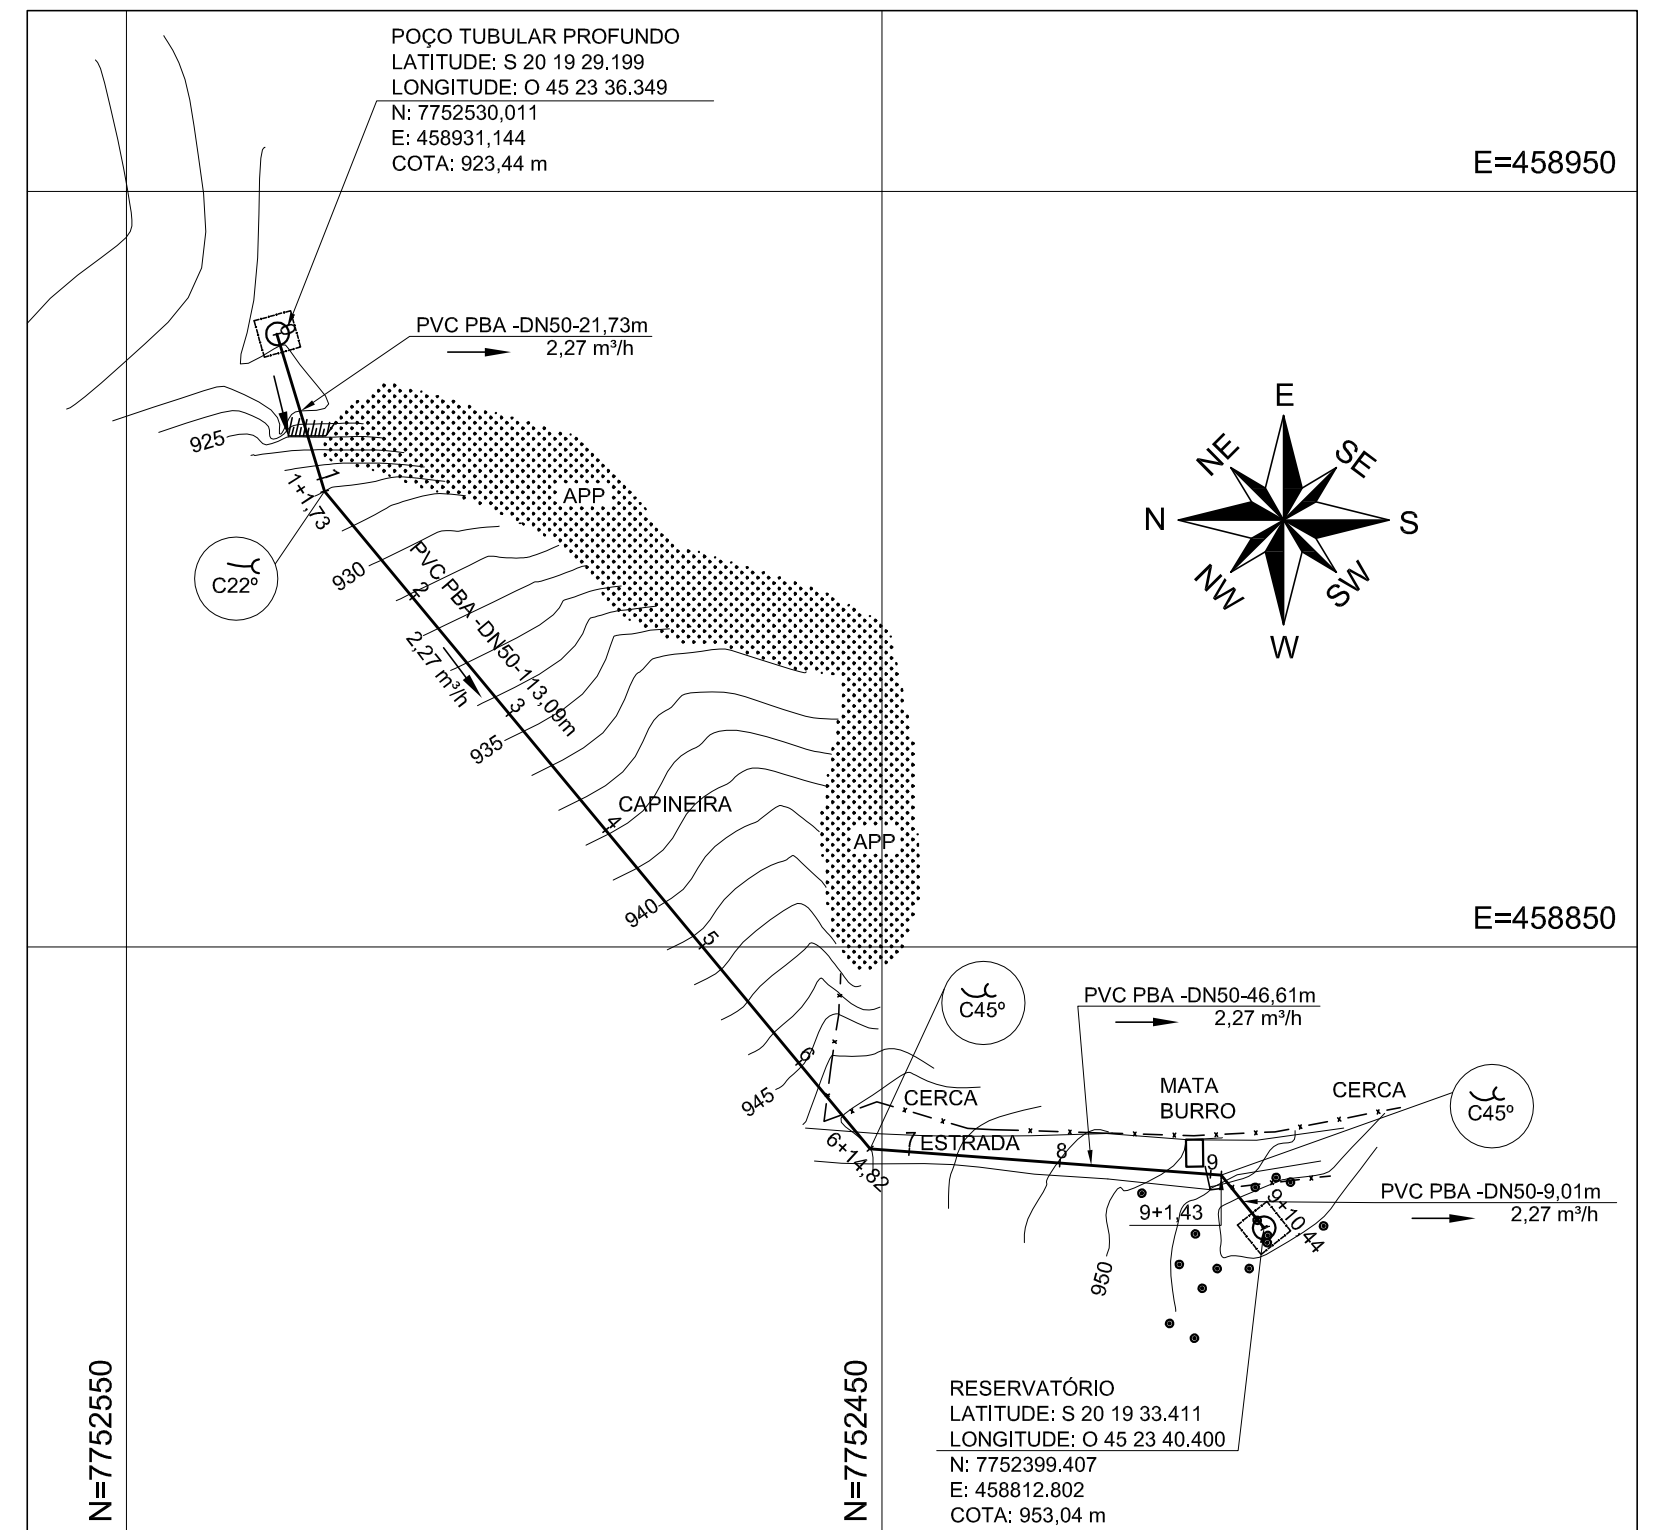 POÇO TUBULAR PROFUNDO
LATITUDE: S 20 19 29.199
LONGITUDE: O 45 23 36.349
N: 7752530,011
E: 458931,144
COTA: 923,44 m
E=458950
0
PVC PBA -DN50-21,73m
2,27 m³/h
925
1
1+1,73
APP
C22º
930
PVC PBA -DN50-113,09m
2,27 m³/h
2
3
935
E
NE
SE
N
S
NW
SW
W
CAPINEIRA
4
APP
940
5
E=458850
C45º
PVC PBA -DN50-46,61m
2,27 m³/h
6
945
CERCA
MATA
BURRO
CERCA
C45º
6+14,82
7
ESTRADA
8
9
9+1,43
9+10,44
PVC PBA -DN50-9,01m
2,27 m³/h
950
N=7752550
N=7752450
RESERVATÓRIO
LATITUDE: S 20 19 33.411
LONGITUDE: O 45 23 40.400
N: 7752399.407
E: 458812.802
COTA: 953,04 m